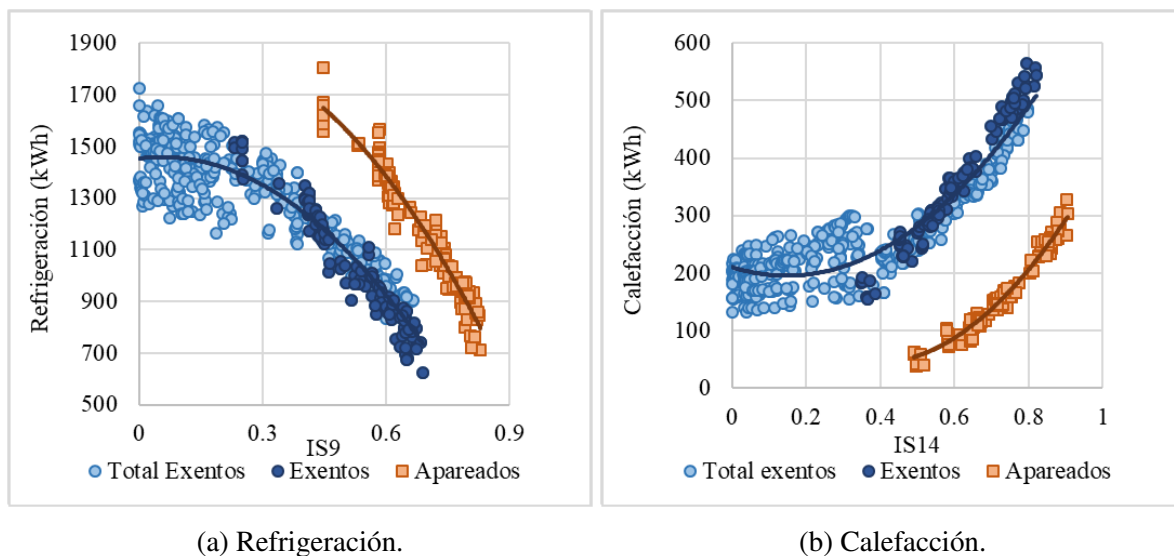 1900
1700
1500
1300
1100
900
700
500
Refrigeración (kWh)
0 0.3 0.6 0.9
IS9
Total Exentos Exentos Apareados
600
500
400
300
200
100
0
Calefacción (kWh)
0 0.2 0.4 0.6 0.8 1
IS14
Total exentos Exentos Apareados
(a) Refrigeración.
(b) Calefacción.